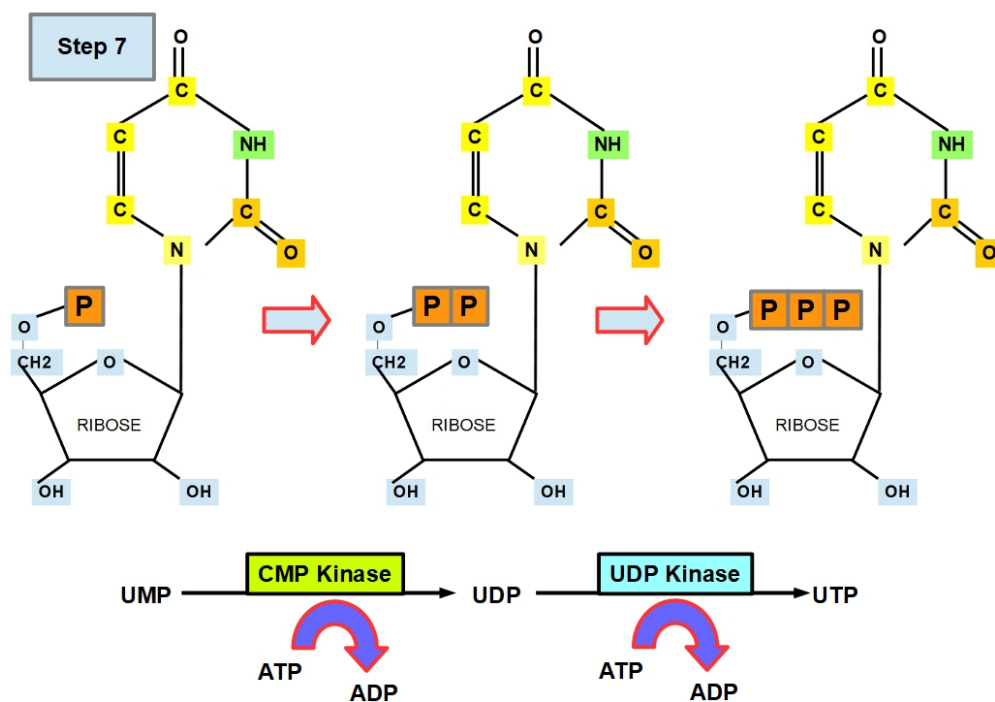 Step 7
O
C
C
NH
C
C
N
O
P
O
CH2
O
RIBOSE
OH
OH
O
C
C
NH
C
C
N
O
P P
O
CH2
O
RIBOSE
OH
OH
O
C
C
NH
C
C
N
O
P P P
O
CH2
O
RIBOSE
OH
OH
UMP
CMP Kinase
UDP
UDP Kinase
UTP
ATP
ADP
ATP
ADP